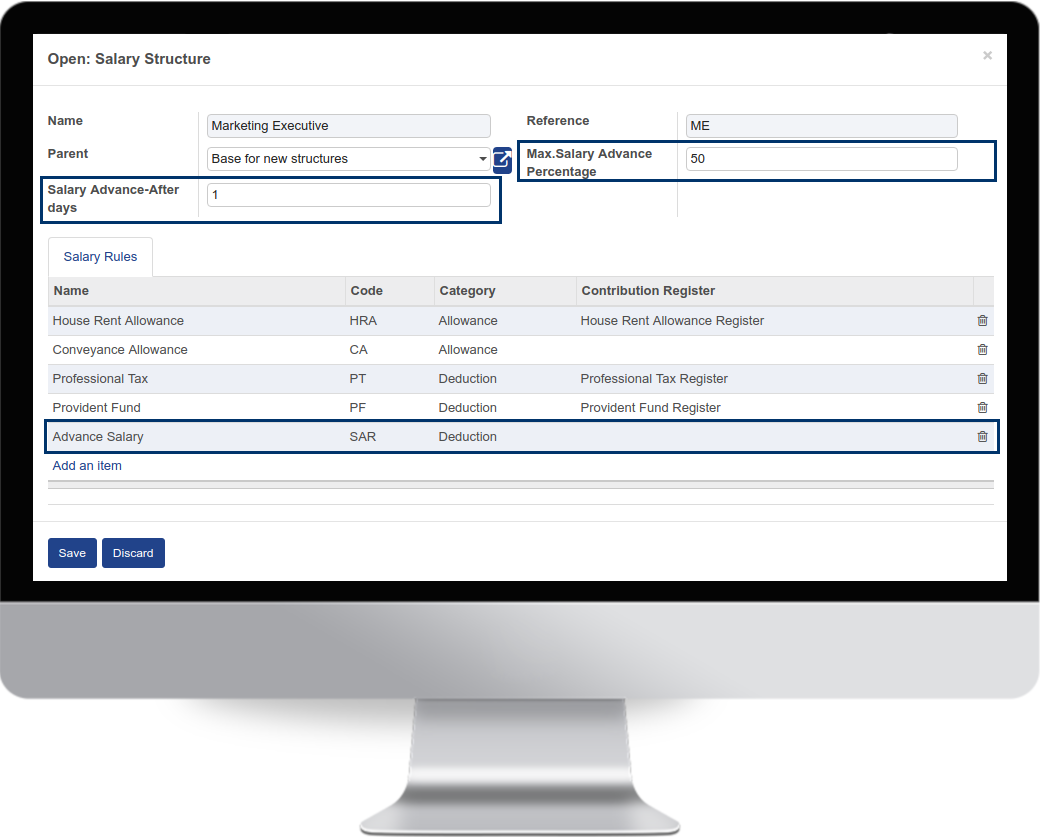 Open: Salary Structure
×
Name
Marketing Executive
Reference
ME
Parent
Base for new structures
Max.Salary Advance
Percentage
50
Salary Advance-After
days
1
Salary Rules
Name Code Category Contribution Register
House Rent Allowance HRA Allowance House Rent Allowance Register
Conveyance Allowance CA Allowance
Professional Tax PT Deduction Professional Tax Register
Provident Fund PF Deduction Provident Fund Register
Advance Salary SAR Deduction
Add an item
Save Discard